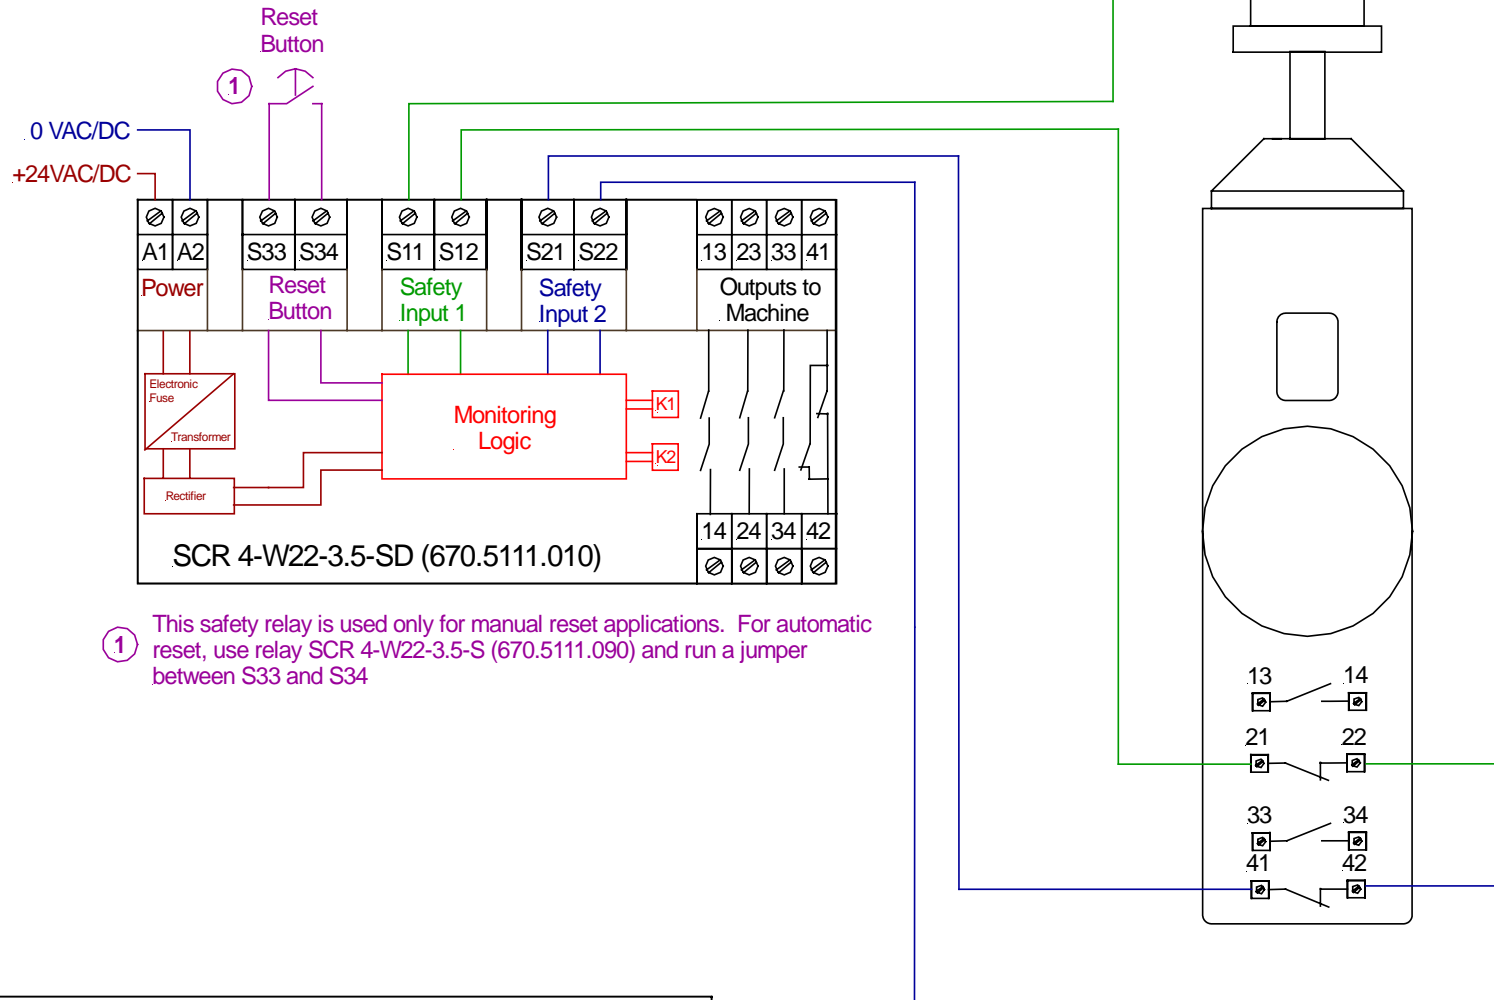 Reset
Button
1
0 VAC/DC
+24VAC/DC
A1 A2 S33 S34 S11 S12 S21 S22 13 23 33 41
Power
Reset
Button
Safety
Input 1
Safety
Input 2
Outputs to
Machine
Electronic
Fuse
Transformer
Rectifier
Monitoring
Logic
K1
K2
14 24 34 42
SCR 4-W22-3.5-SD (670.5111.010)
1
This safety relay is used only for manual reset applications. For automatic
reset, use relay SCR 4-W22-3.5-S (670.5111.090) and run a jumper
between S33 and S34
13 14
21 22
33 34
41 42